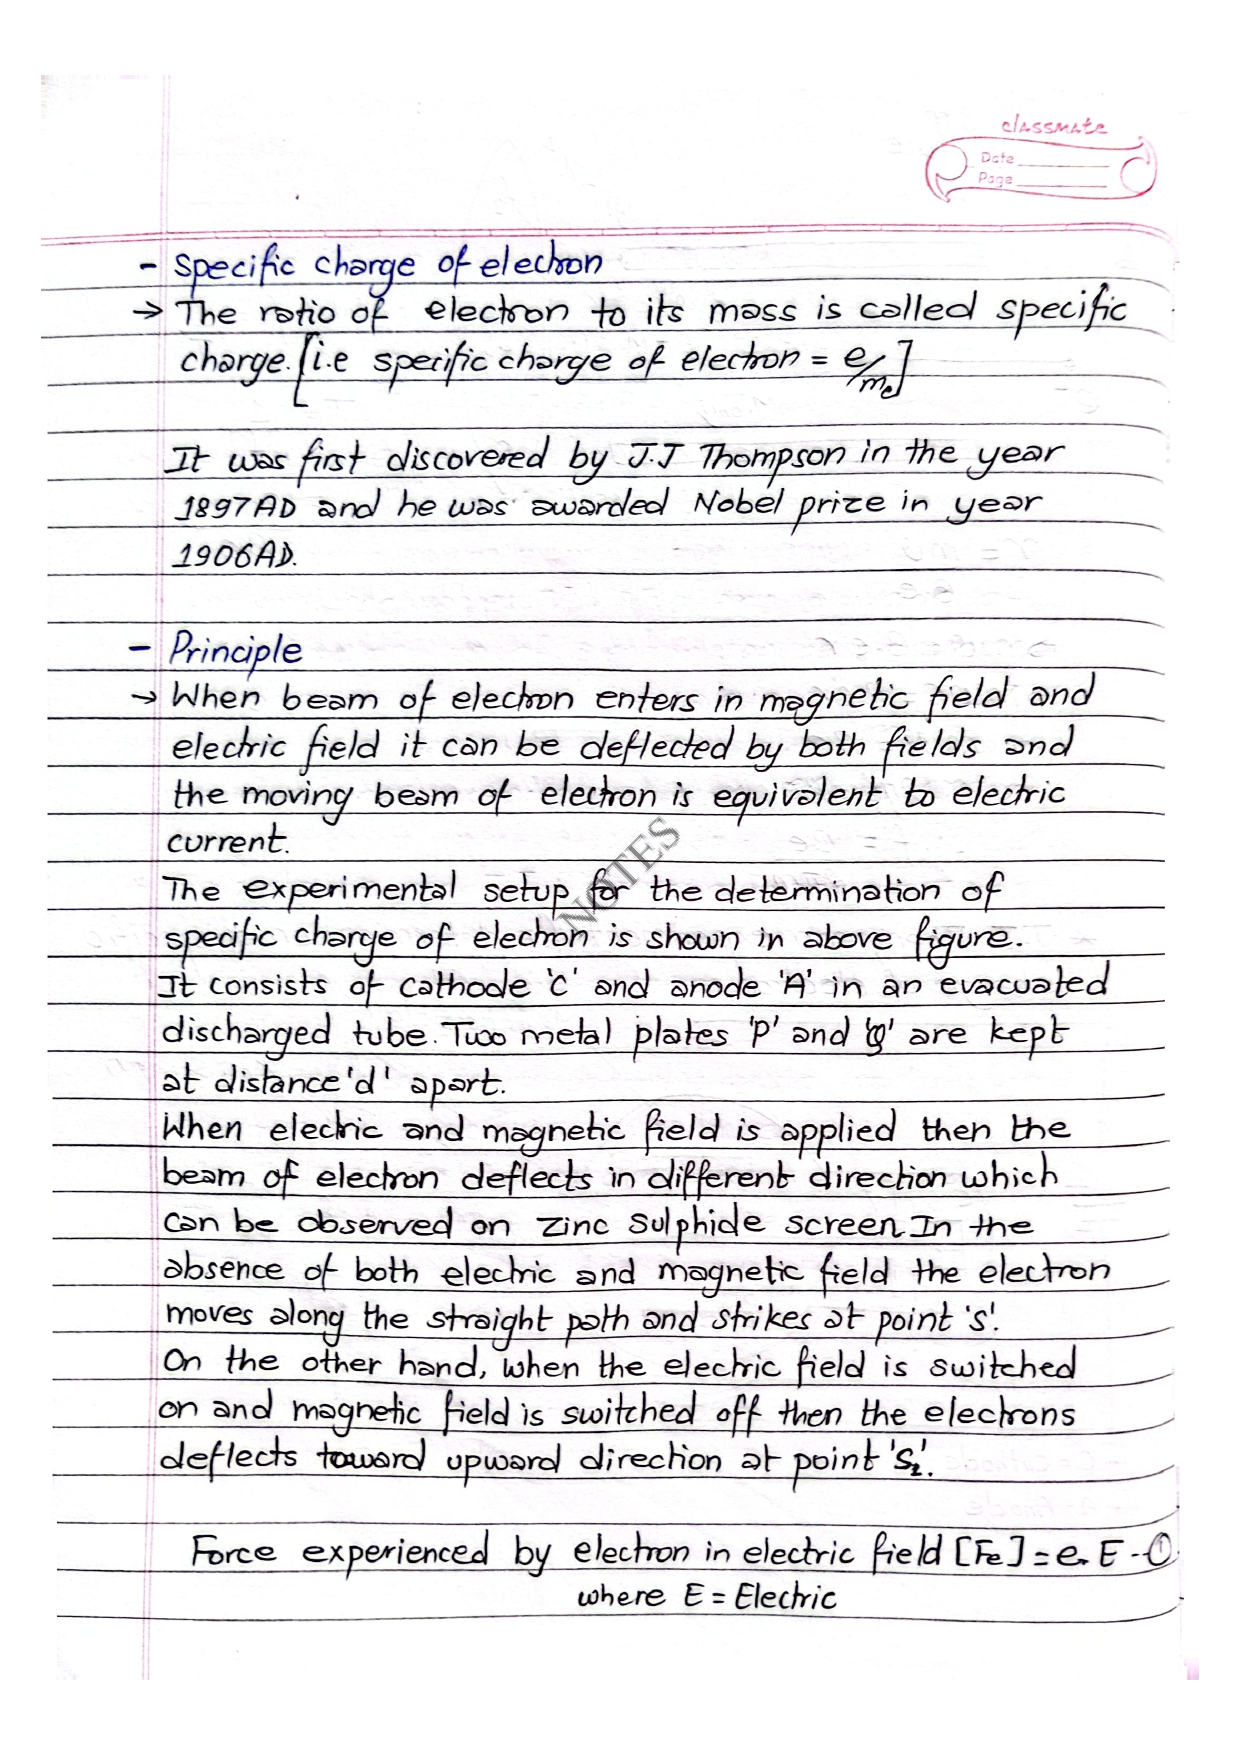 classmate
Date
Page
- Specific charge of electron
→ The ratio of electron to its mass is called specific
charge. [i.e specific charge of electron = e/me]
It was first discovered by J.J Thompson in the year
1897AD and he was awarded Nobel prize in year
1906AD.
- Principle
→ When beam of electron enters in magnetic field and
electric field it can be deflected by both fields and
the moving beam of electron is equivalent to electric
current.
NOTES
The experimental setup for the determination of
specific charge of electron is shown in above figure.
It consists of cathode 'C' and anode 'A' in an evacuated
discharged tube. Two metal plates 'P' and 'Q' are kept
at distance 'd' apart.
When electric and magnetic field is applied then the
beam of electron deflects in different direction which
can be observed on zinc sulphide screen. In the
absence of both electric and magnetic field the electron
moves along the straight path and strikes at point 'S'.
On the other hand, when the electric field is switched
on and magnetic field is switched off then the electrons
deflects toward upward direction at point 'S₂'.
Force experienced by electron in electric field [Fe] = e. E - ①
where E = Electric